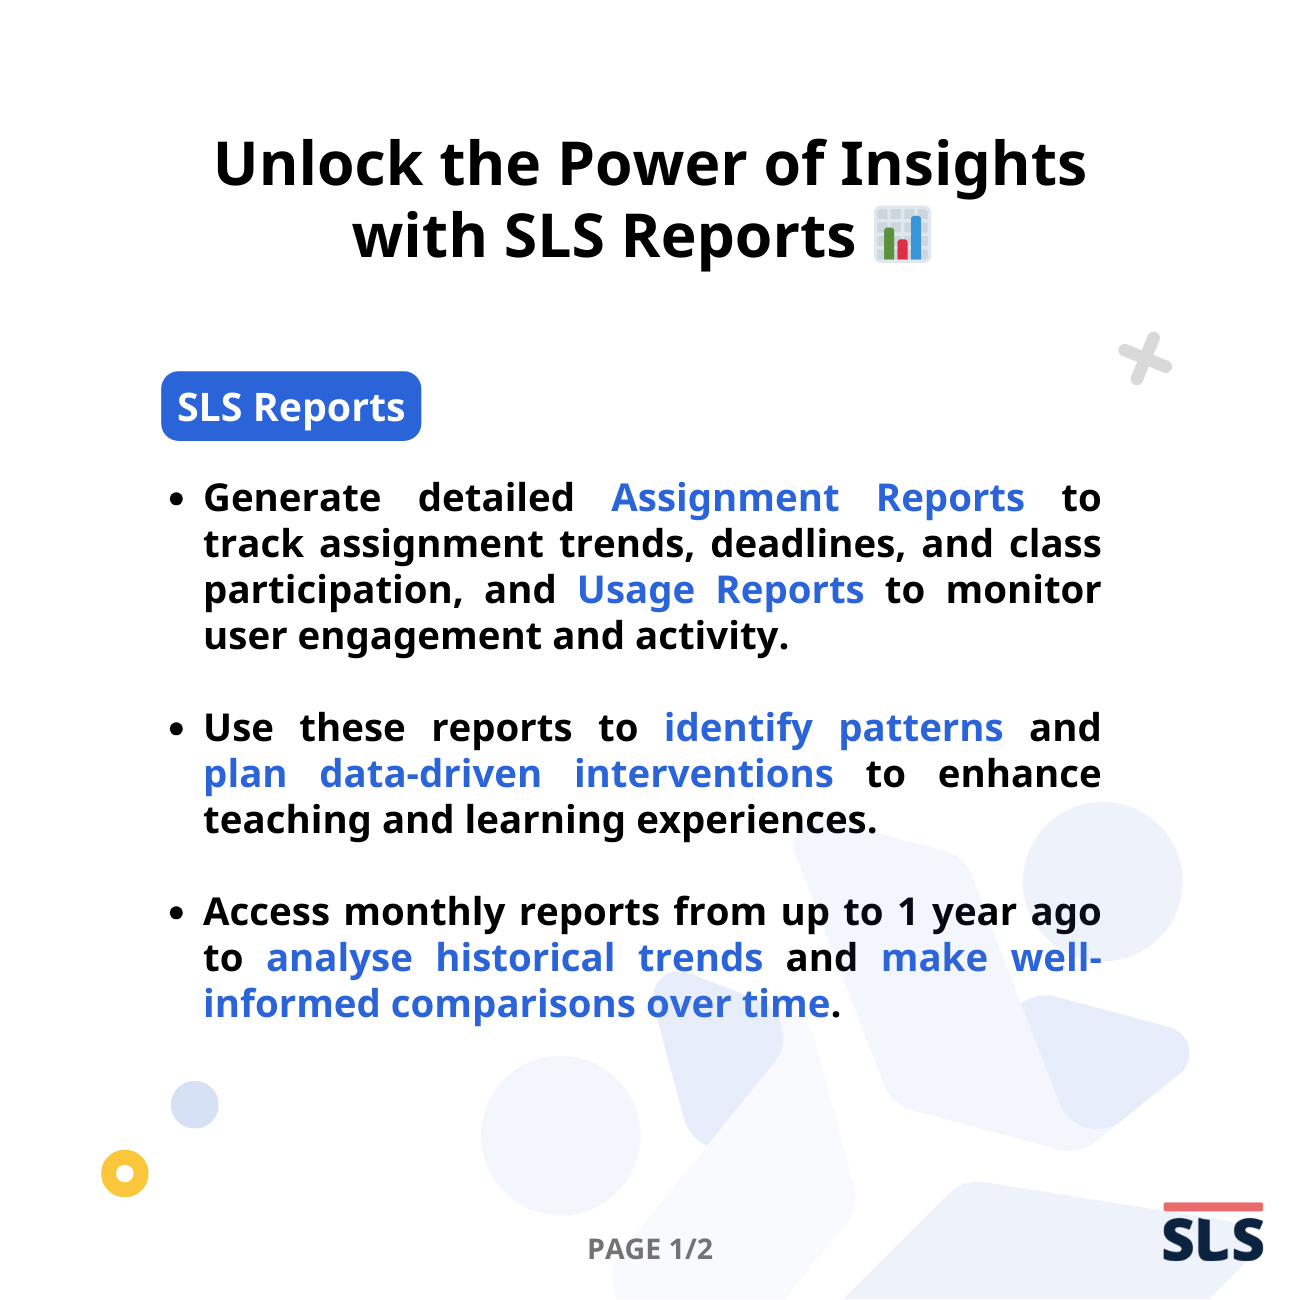 Unlock the Power of Insights
with SLS Reports 📊
SLS Reports
• Generate detailed Assignment Reports to
track assignment trends, deadlines, and class
participation, and Usage Reports to monitor
user engagement and activity.
• Use these reports to identify patterns and
plan data-driven interventions to enhance
teaching and learning experiences.
• Access monthly reports from up to 1 year ago
to analyse historical trends and make well-
informed comparisons over time.
PAGE 1/2
SLS